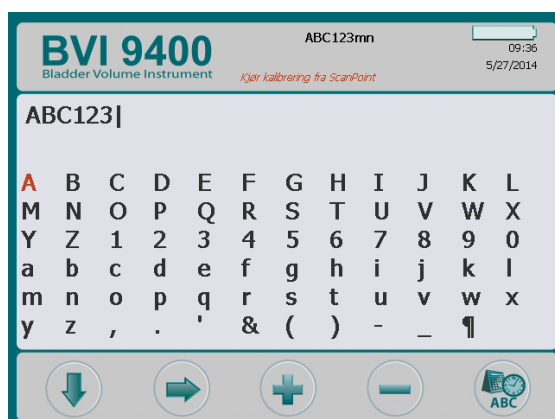 BVI 9400
Bladder Volume Instrument
ABC123mn
Kjør kalibrering fra ScanPoint
09:36
5/27/2014
ABC123|
A B C D E F G H I J K L
M N O P Q R S T U V W X
Y Z 1 2 3 4 5 6 7 8 9 0
a b c d e f g h i j k l
m n o p q r s t u v w x
y z , . ' & ( ) - _ ¶
ABC